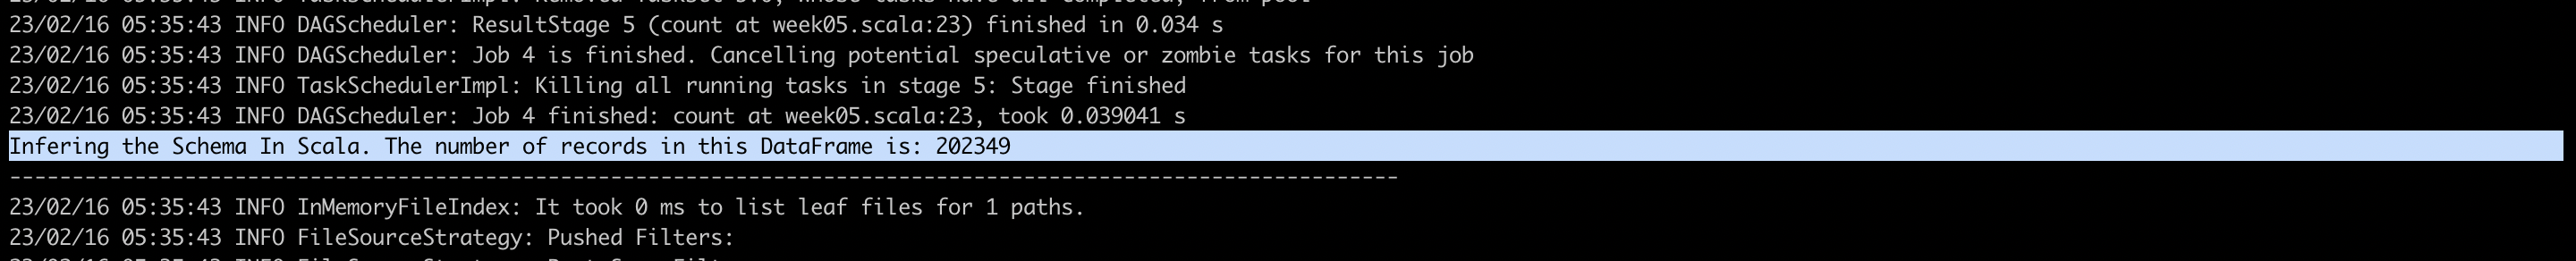 23/02/16 05:35:43 INFO DAGScheduler: ResultStage 5 (count at week05.scala:23) finished in 0.034 s
23/02/16 05:35:43 INFO DAGScheduler: Job 4 is finished. Cancelling potential speculative or zombie tasks for this job
23/02/16 05:35:43 INFO TaskSchedulerImpl: Killing all running tasks in stage 5: Stage finished
23/02/16 05:35:43 INFO DAGScheduler: Job 4 finished: count at week05.scala:23, took 0.039041 s
Infering the Schema In Scala. The number of records in this DataFrame is: 202349
---------------------------------------------------------------------------------------------------------------
23/02/16 05:35:43 INFO InMemoryFileIndex: It took 0 ms to list leaf files for 1 paths.
23/02/16 05:35:43 INFO FileSourceStrategy: Pushed Filters: